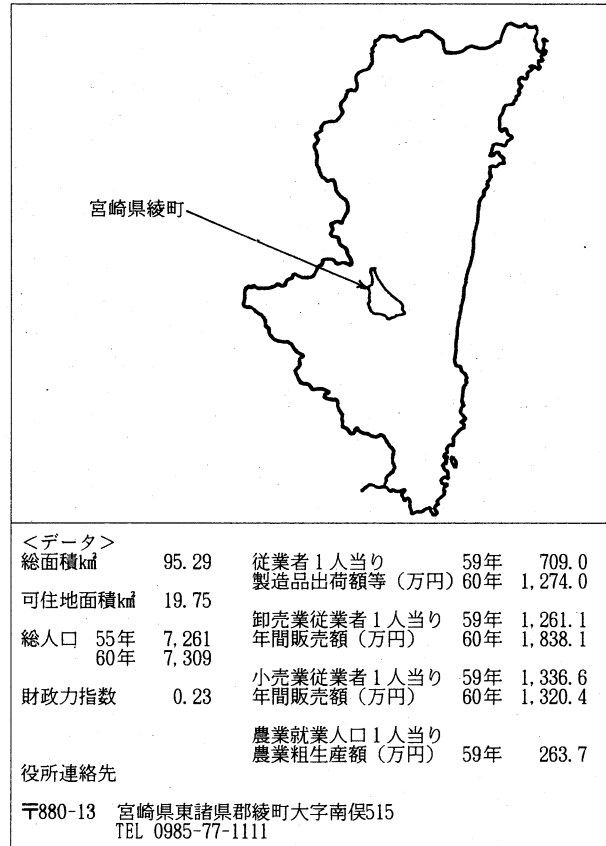 宮崎県綾町
<データ>
総面積km² 95.29
可住地面積km² 19.75
総人口 55年 7,261
60年 7,309
財政力指数 0.23
従業者1人当り 59年 709.0
製造品出荷額等(万円)60年 1,274.0
卸売業従業者1人当り 59年 1,261.1
年間販売額(万円) 60年 1,838.1
小売業従業者1人当り 59年 1,336.6
年間販売額(万円) 60年 1,320.4
農業就業人口1人当り
農業粗生産額(万円) 59年 263.7
役所連絡先
〒880-13 宮崎県東諸県郡綾町大字南俣515
TEL 0985-77-1111